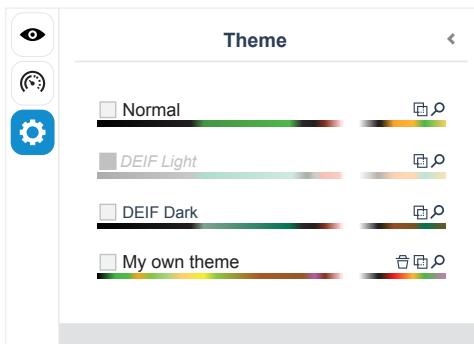 Theme
Normal
DEIF Light
DEIF Dark
My own theme